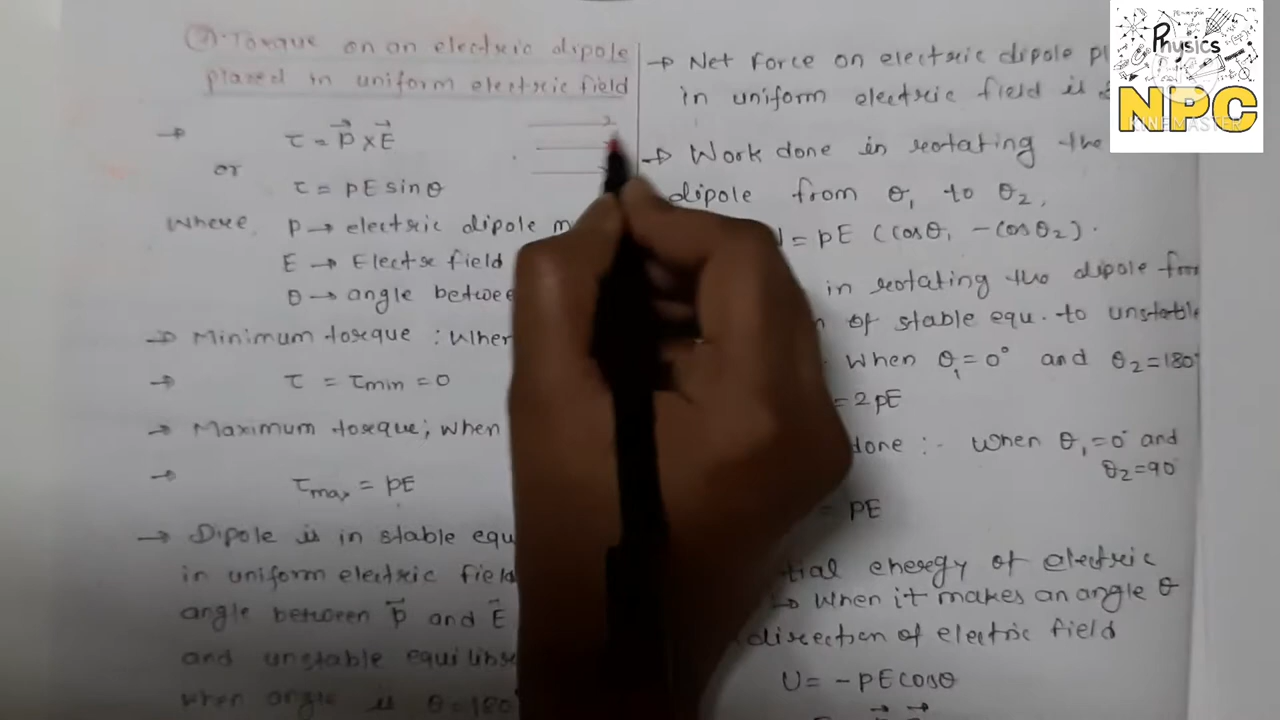 7. Torque on an electric dipole
placed in uniform electric field
→ τ = p⃗ × E⃗
or
τ = pE sinθ
Where, p → electric dipole
E → Electric field
θ → angle between
→ Minimum torque : When
→ τ = τmin = 0
→ Maximum torque; when
→ τmax = pE
→ Dipole is in stable
in uniform electric field
angle between p⃗ and E⃗
and unstable
when angle is θ = 180°
→ Net Force on electric dipole
in uniform electric field is
→ Work done in rotating the
dipole from θ₁ to θ₂,
= pE (cosθ₁ - cosθ₂).
in rotating the dipole from
of stable equ. to unstable
When θ₁ = 0° and θ₂ = 180°
= 2pE
done :- When θ₁ = 0° and
θ₂ = 90°
= PE
energy of electric
→ When it makes an angle θ
direction of electric field
U = - pE cosθ
Physics
NPC
KINEMASTER